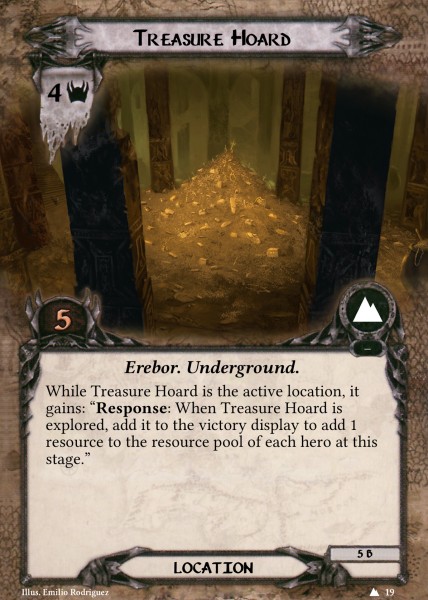 TREASURE HOARD
4
5
–
Erebor. Underground.
While Treasure Hoard is the active location, it
gains: “Response: When Treasure Hoard is
explored, add it to the victory display to add 1
resource to the resource pool of each hero at this
stage.”
5 B
LOCATION
Illus. Emilio Rodriguez
19